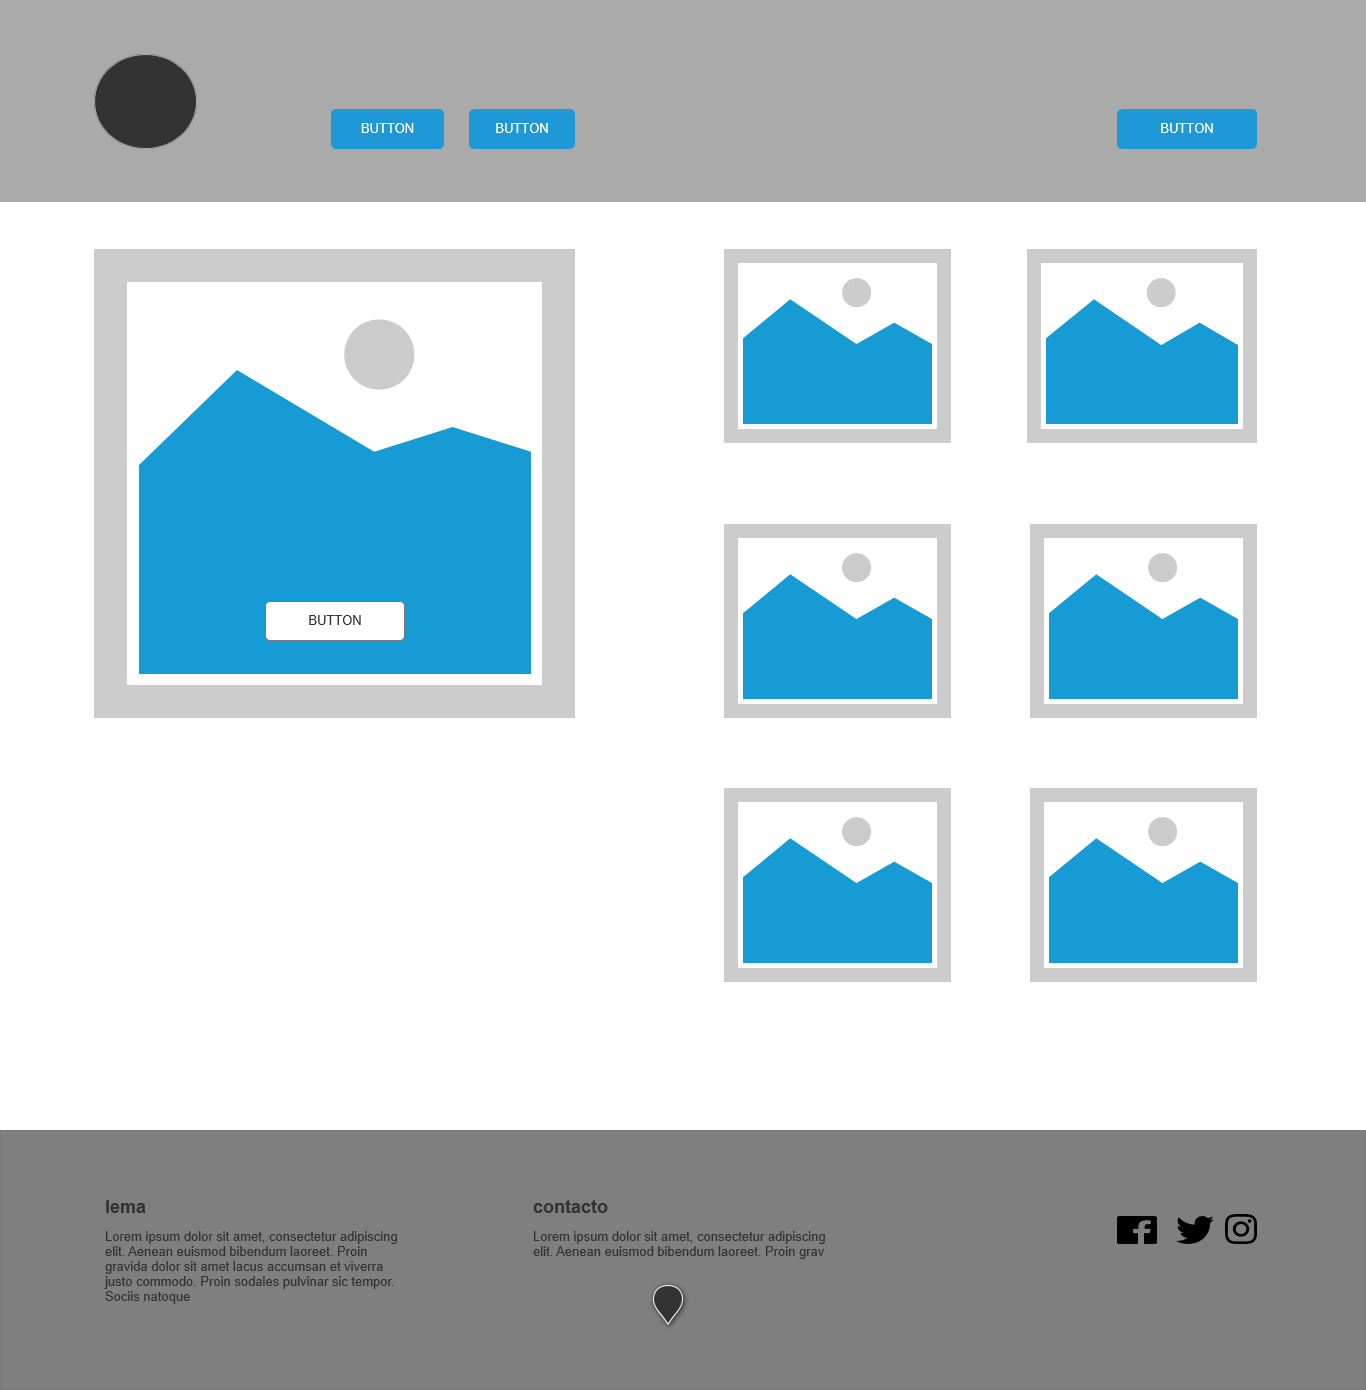 BUTTON
BUTTON
BUTTON
BUTTON
lema
Lorem ipsum dolor sit amet, consectetur adipiscing
elit. Aenean euismod bibendum laoreet. Proin
gravida dolor sit amet lacus accumsan et viverra
justo commodo. Proin sodales pulvinar sic tempor.
Sociis natoque
contacto
Lorem ipsum dolor sit amet, consectetur adipiscing
elit. Aenean euismod bibendum laoreet. Proin grav